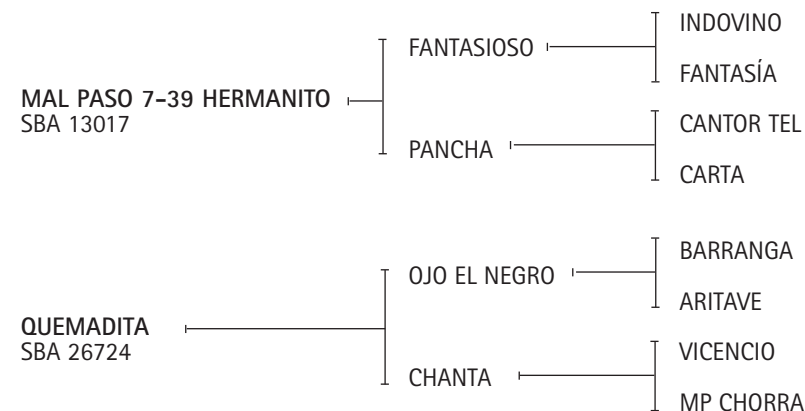 INDOVINO
FANTASIOSO
FANTASÍA
MAL PASO 7-39 HERMANITO
SBA 13017
CANTOR TEL
PANCHA
CARTA
BARRANGA
OJO EL NEGRO
ARITAVE
QUEMADITA
SBA 26724
VICENCIO
CHANTA
MP CHORRA